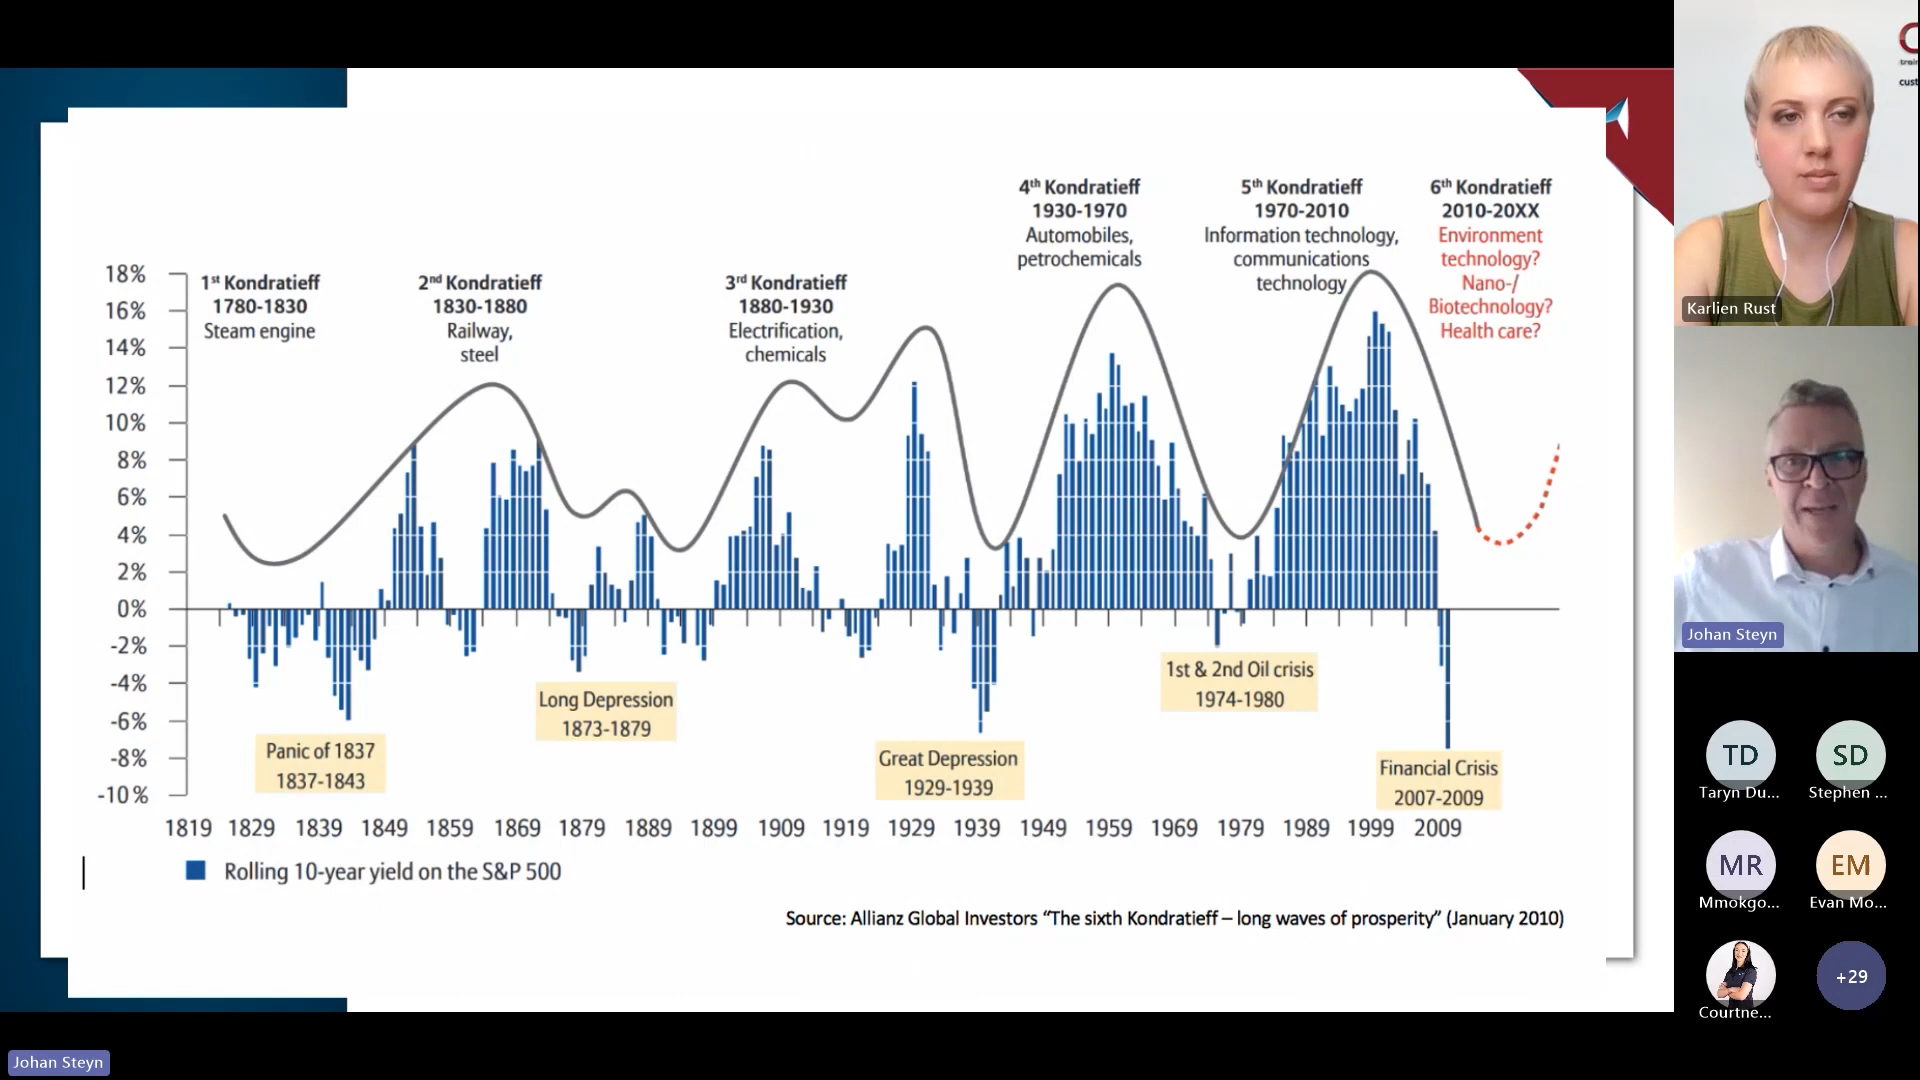 4th Kondratieff
1930-1970
Automobiles,
petrochemicals
5th Kondratieff
1970-2010
Information technology,
communications
technology
6th Kondratieff
2010-20XX
Environment
technology?
Nano-/
Biotechnology?
Health care?
1st Kondratieff
1780-1830
Steam engine
2nd Kondratieff
1830-1880
Railway,
steel
3rd Kondratieff
1880-1930
Electrification,
chemicals
18%
16%
14%
12%
10%
8%
6%
4%
2%
0%
-2%
-4%
-6%
-8%
-10%
Panic of 1837
1837-1843
Long Depression
1873-1879
Great Depression
1929-1939
1st & 2nd Oil crisis
1974-1980
Financial Crisis
2007-2009
1819 1829 1839 1849 1859 1869 1879 1889 1899 1909 1919 1929 1939 1949 1959 1969 1979 1989 1999 2009
Rolling 10-year yield on the S&P 500
Source: Allianz Global Investors “The sixth Kondratieff – long waves of prosperity” (January 2010)
Johan Steyn
Karlien Rust
Johan Steyn
TD
Taryn Du...
SD
Stephen ...
MR
Mmokgo...
EM
Evan Mo...
Courtne...
+29